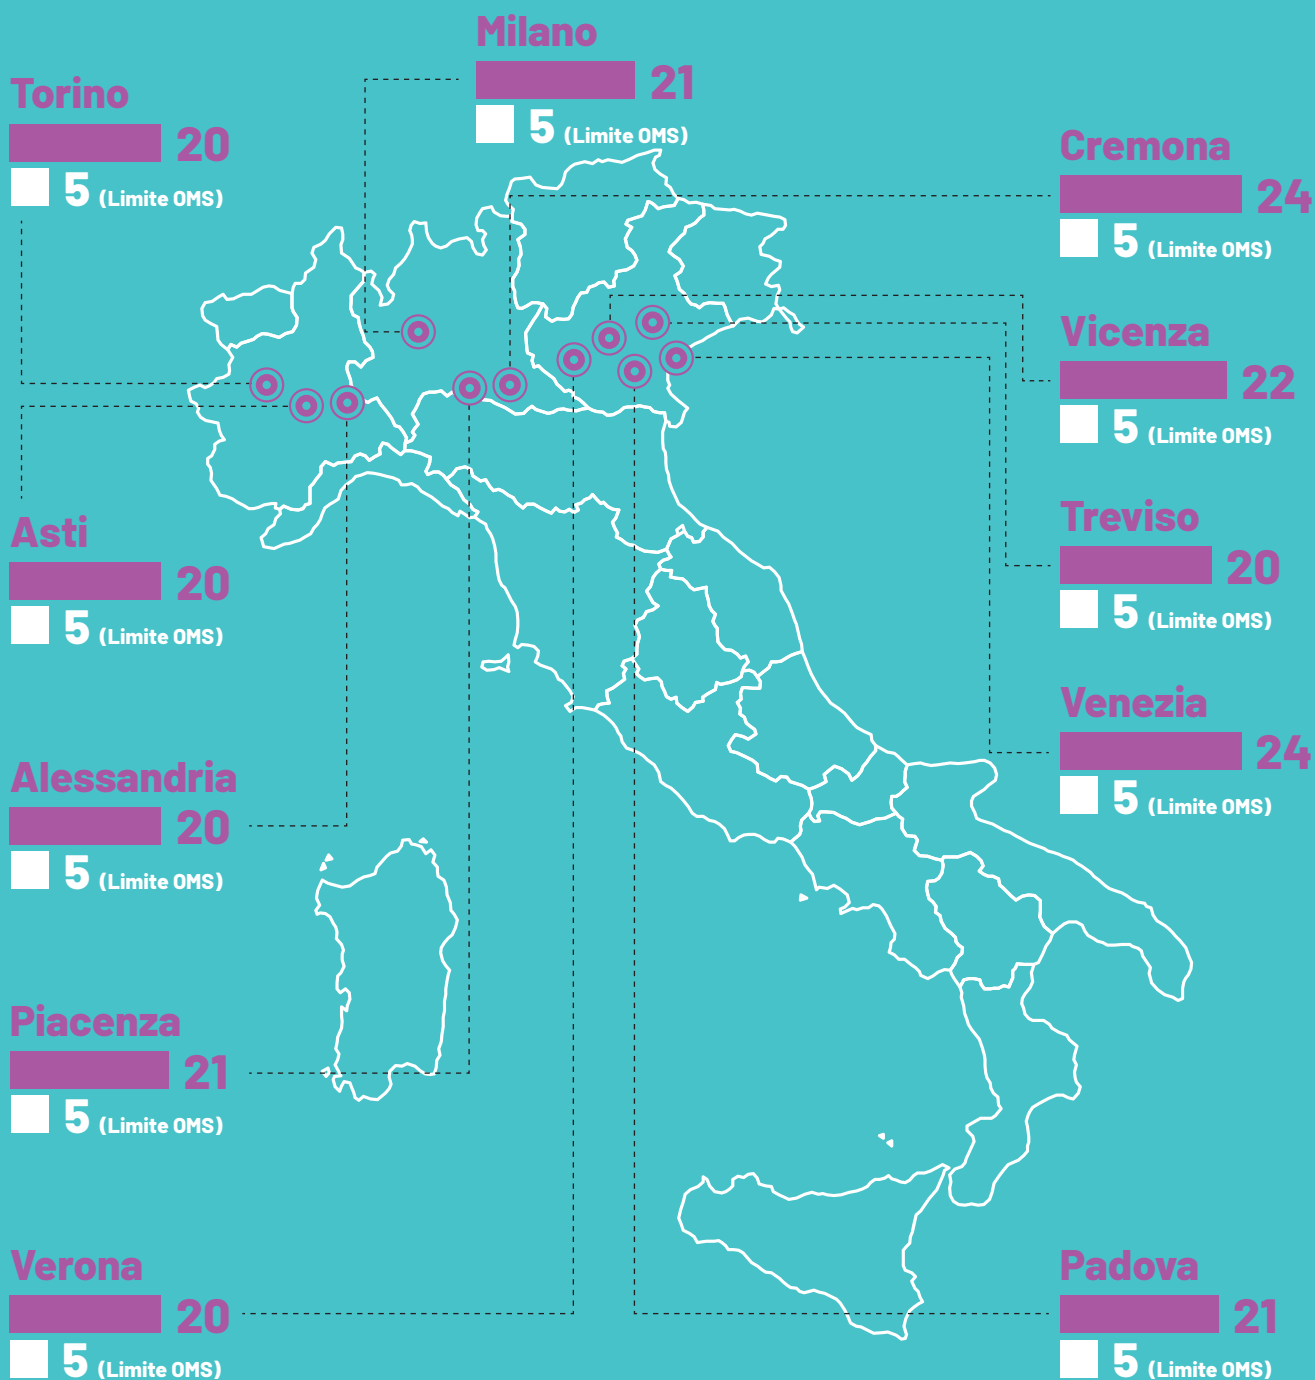 Milano
21
5 (Limite OMS)
Torino
20
5 (Limite OMS)
Cremona
24
5 (Limite OMS)
Vicenza
22
5 (Limite OMS)
Treviso
20
5 (Limite OMS)
Asti
20
5 (Limite OMS)
Venezia
24
5 (Limite OMS)
Alessandria
20
5 (Limite OMS)
Piacenza
21
5 (Limite OMS)
Verona
20
5 (Limite OMS)
Padova
21
5 (Limite OMS)